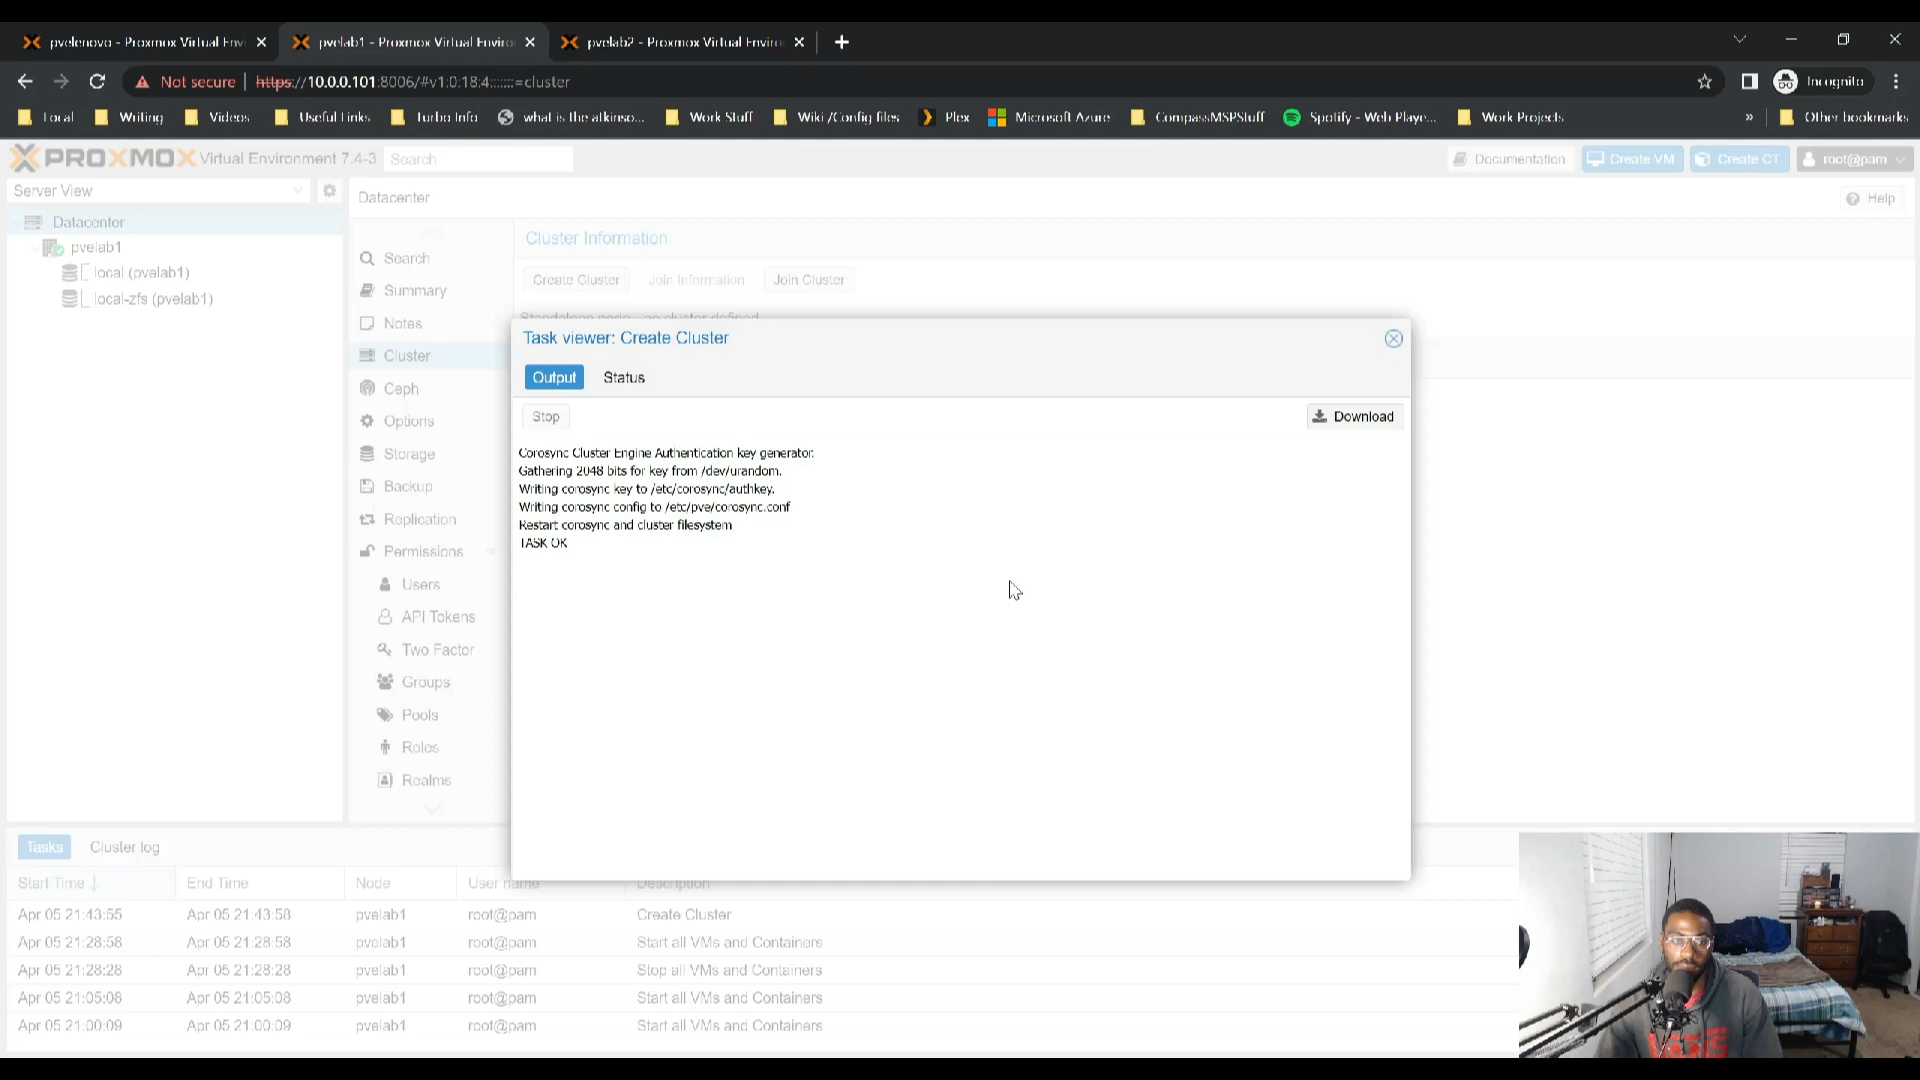 pvelenovo - Proxmox Virtual Envi
pvelab1 - Proxmox Virtual Enviro
pvelab2 - Proxmox Virtual Enviro
Not secure
https://10.0.0.101:8006/#v1:0:18:4:::::::=cluster
Incognito
Local
Writing
Videos
Useful Links
Turbo Info
what is the atkinso...
Work Stuff
Wiki /Config files
Plex
Microsoft Azure
CompassMSPStuff
Spotify - Web Playe...
Work Projects
»
Other bookmarks
PROXMOX Virtual Environment 7.4-3
Search
Documentation
Create VM
Create CT
root@pam
Server View
Datacenter
pvelab1
local (pvelab1)
local-zfs (pvelab1)
Datacenter
Help
Search
Summary
Notes
Cluster
Ceph
Options
Storage
Backup
Replication
Permissions
Users
API Tokens
Two Factor
Groups
Pools
Roles
Realms
Cluster Information
Create Cluster
Join Information
Join Cluster
Standalone node - no cluster defined
Task viewer: Create Cluster
Output
Status
Stop
Download
Corosync Cluster Engine Authentication key generator.
Gathering 2048 bits for key from /dev/urandom.
Writing corosync key to /etc/corosync/authkey.
Writing corosync config to /etc/pve/corosync.conf
Restart corosync and cluster filesystem
TASK OK
Tasks
Cluster log
Start Time
End Time
Node
User name
Description
Apr 05 21:43:55 Apr 05 21:43:58 pvelab1 root@pam Create Cluster
Apr 05 21:28:58 Apr 05 21:28:58 pvelab1 root@pam Start all VMs and Containers
Apr 05 21:28:28 Apr 05 21:28:28 pvelab1 root@pam Stop all VMs and Containers
Apr 05 21:05:08 Apr 05 21:05:08 pvelab1 root@pam Start all VMs and Containers
Apr 05 21:00:09 Apr 05 21:00:09 pvelab1 root@pam Start all VMs and Containers